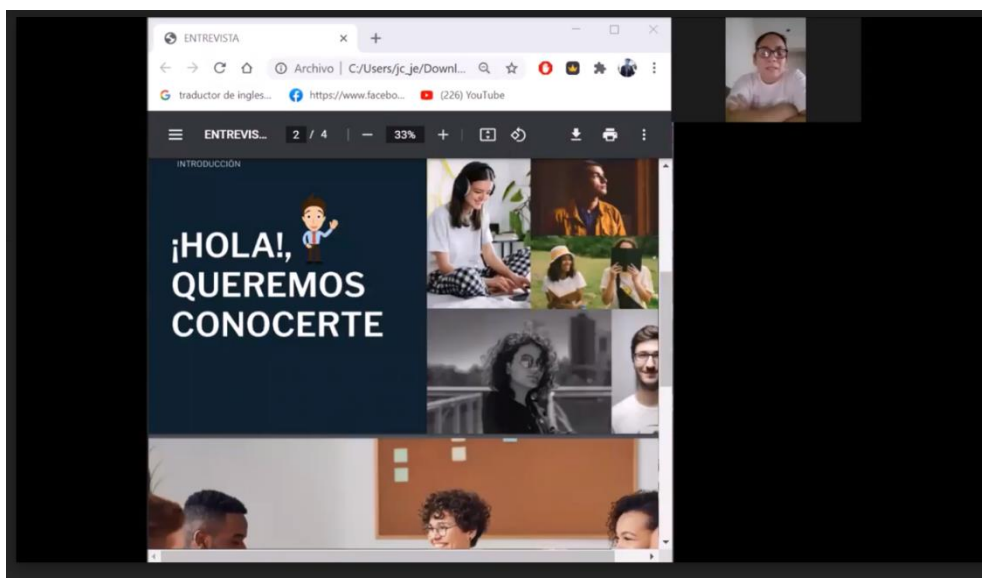 ENTREVISTA
Archivo | C:/Users/jc_je/Downl...
traductor de ingles...
https://www.facebo...
(226) YouTube
ENTREVIS...
2 / 4
33%
INTRODUCCIÓN
¡HOLA!,
QUEREMOS
CONOCERTE